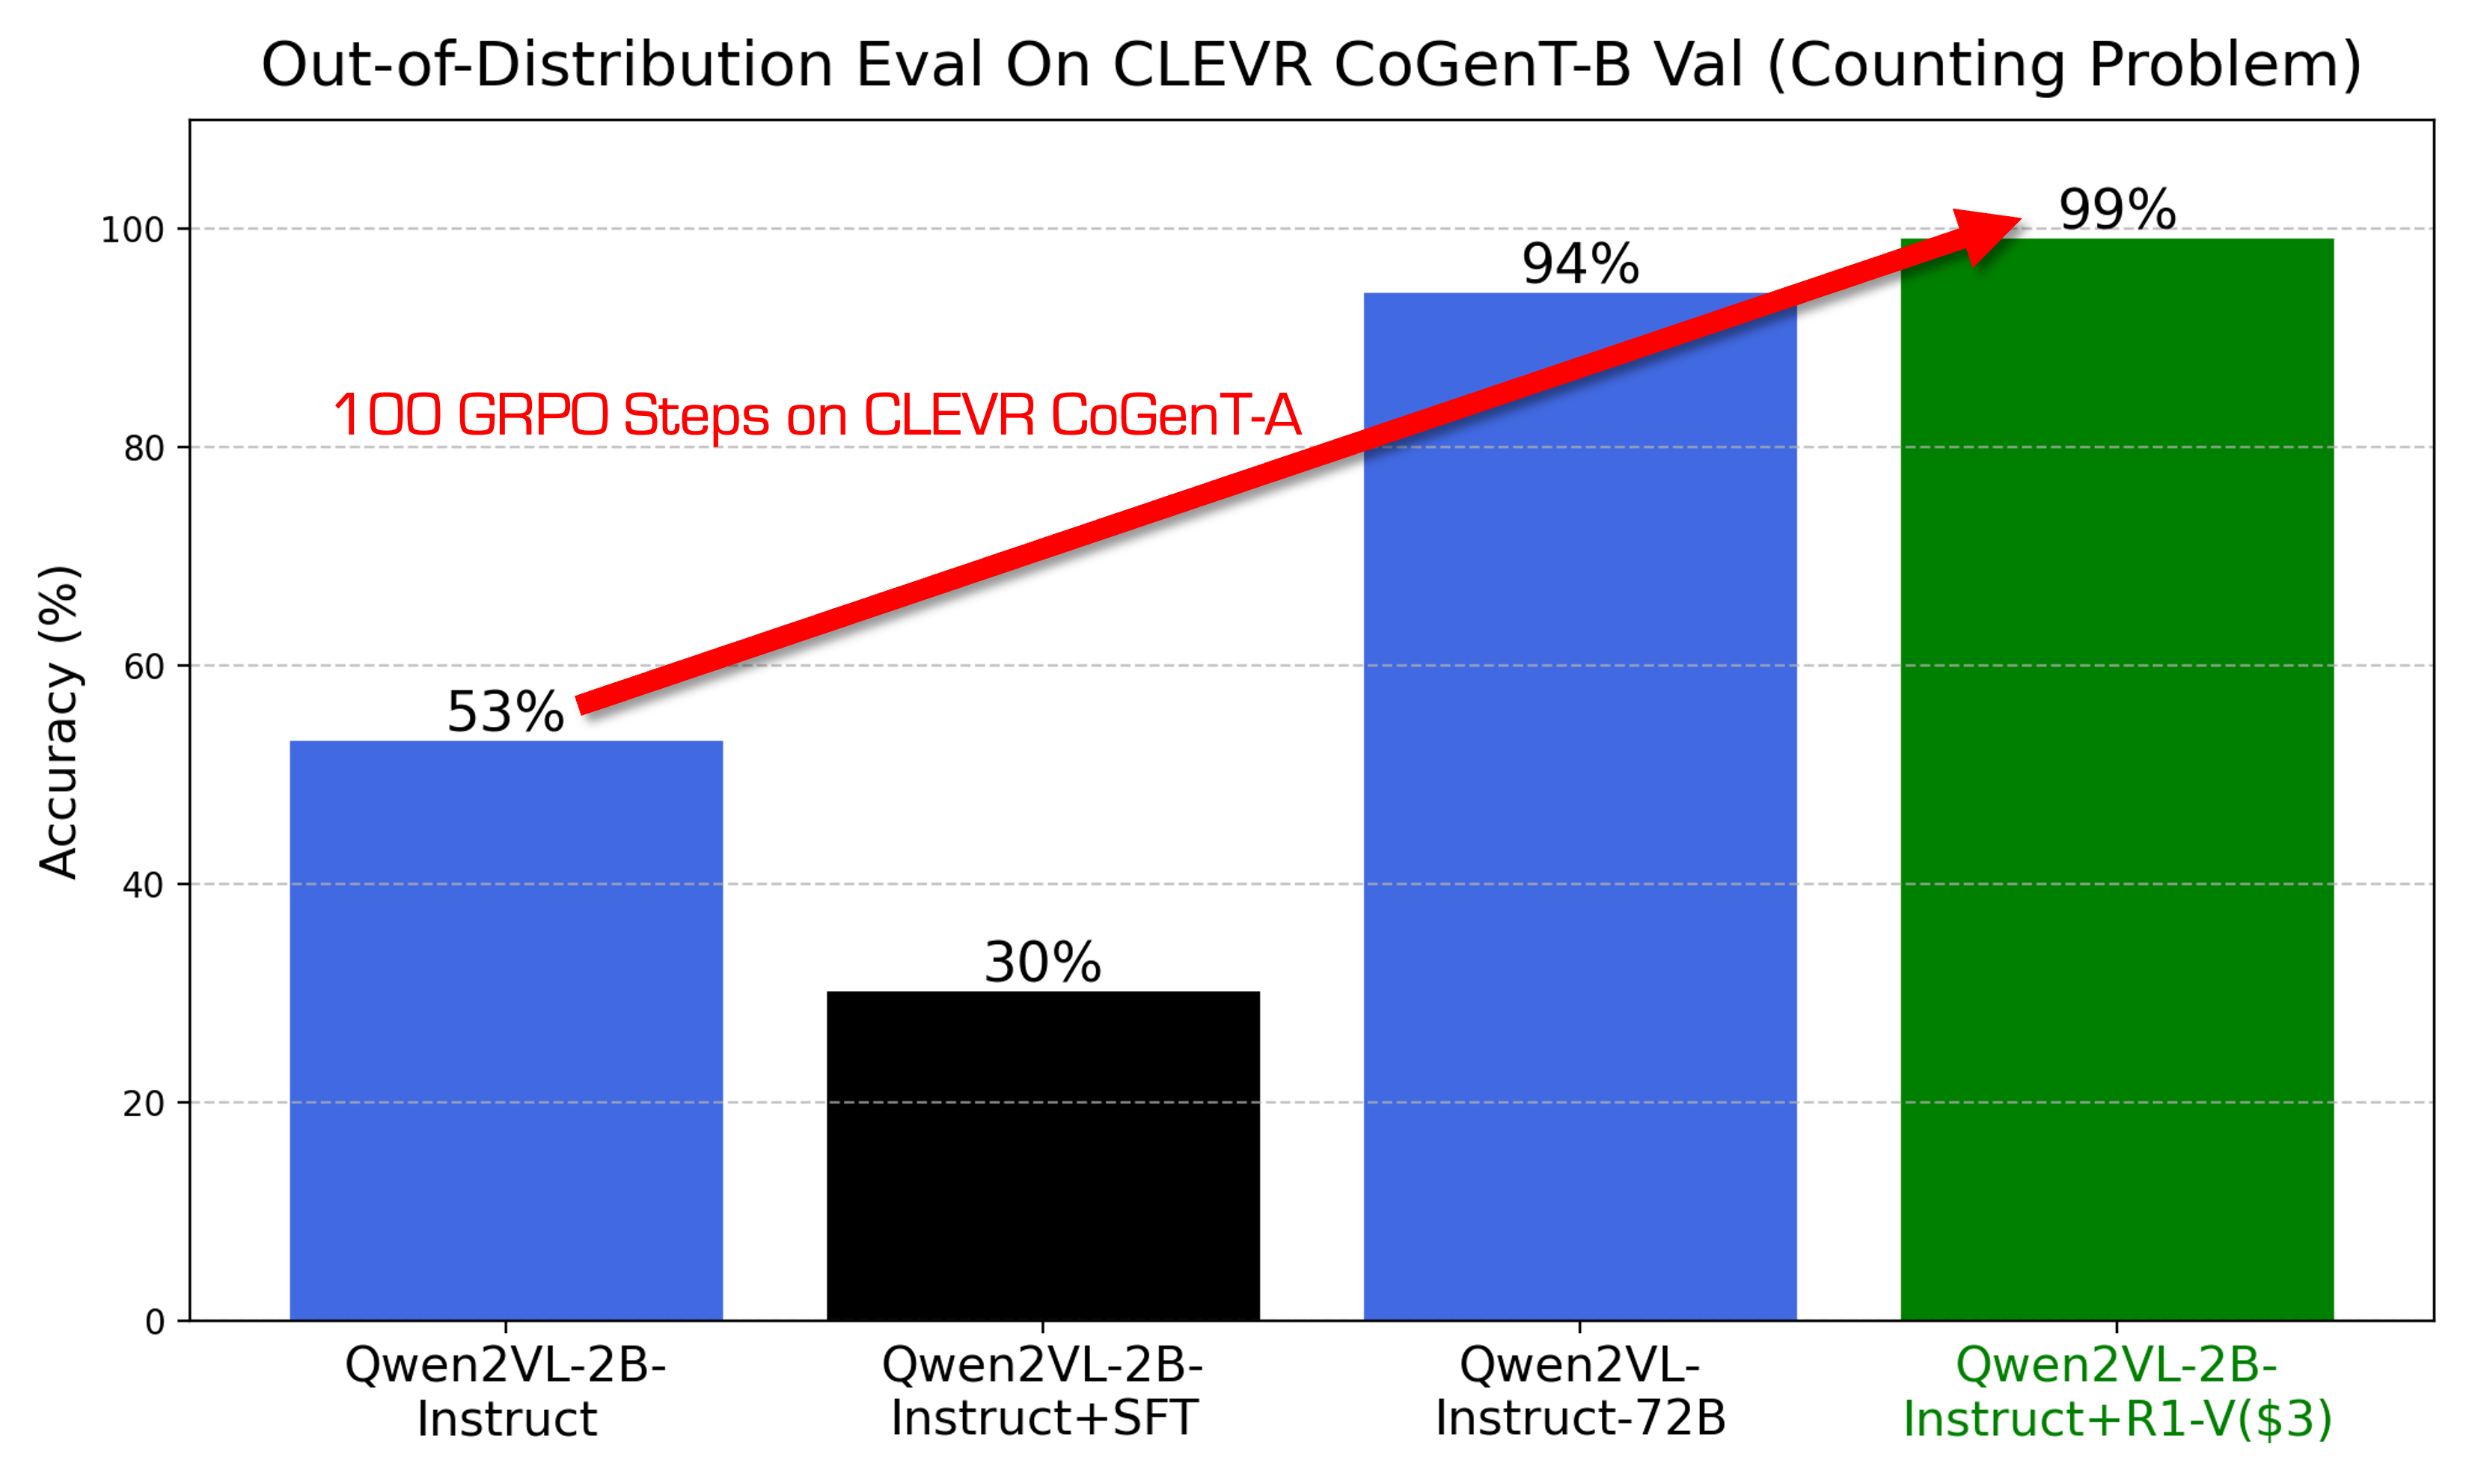 Out-of-Distribution Eval On CLEVR CoGenT-B Val (Counting Problem)
Accuracy (%)
100
80
60
40
20
0
100 GRPO Steps on CLEVR CoGenT-A
53%
30%
94%
99%
Qwen2VL-2B-
Instruct
Qwen2VL-2B-
Instruct+SFT
Qwen2VL-
Instruct-72B
Qwen2VL-2B-
Instruct+R1-V($3)